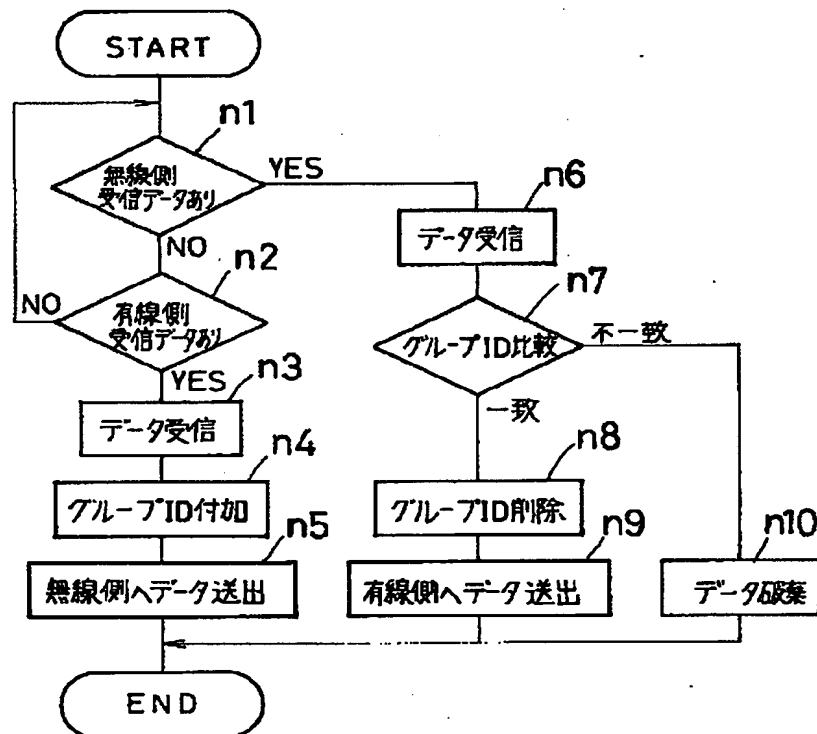 START
n1
無線側
受信データあり
YES
NO
n2
NO
有線側
受信データあり
YES
n3
データ受信
n4
グループID付加
n5
無線側へデータ送出
n6
データ受信
n7
グループID比較
不一致
一致
n8
グループID削除
n9
有線側へデータ送出
n10
データ破棄
END